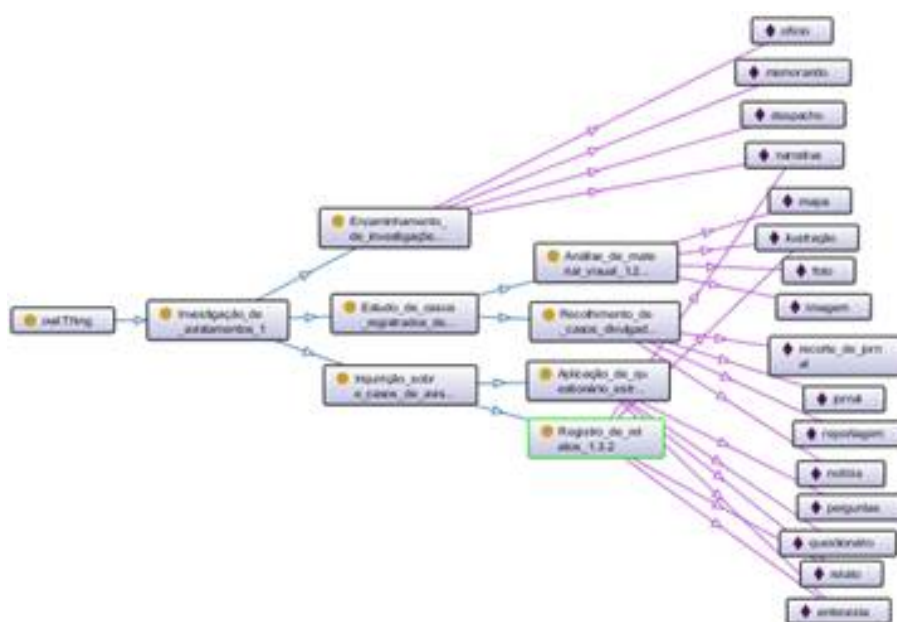 ofício
memorando
despacho
narrativa
mapa
ilustração
foto
imagem
recorte_de_jorn
al
jornal
reportagem
notícia
perguntas
questionário
relato
entrevista
Encaminhamento_
de_investigaçõe...
Análise_de_mate
rial_visual_1.2...
owl:Thing
Investigação_de
_avistamentos_1
Estudo_de_casos
_registrados_de...
Recolhimento_de
_casos_divulgad...
Inquirição_sobr
e_casos_de_avis...
Aplicação_de_qu
estionário_estr...
Registro_de_rel
atos_1.3.2